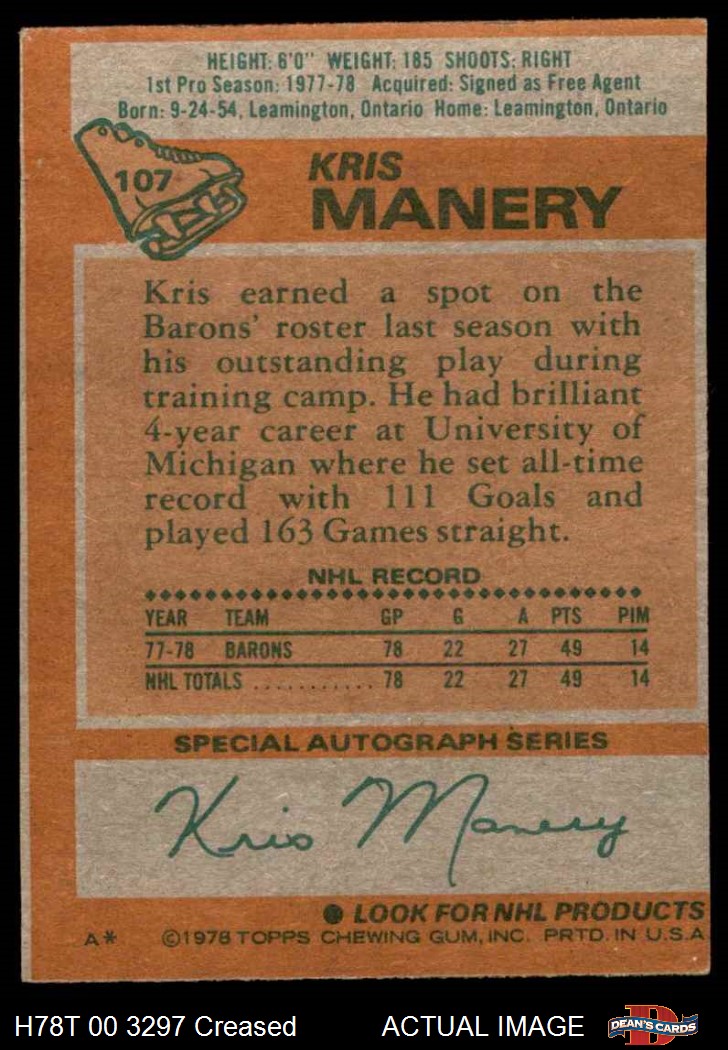 HEIGHT: 6'0" WEIGHT: 185 SHOOTS: RIGHT
1st Pro Season: 1977-78 Acquired: Signed as Free Agent
Born: 9-24-54, Leamington, Ontario Home: Leamington, Ontario
107
KRIS
MANERY
Kris earned a spot on the
Barons' roster last season with
his outstanding play during
training camp. He had brilliant
4-year career at University of
Michigan where he set all-time
record with 111 Goals and
played 163 Games straight.
NHL RECORD
YEAR TEAM GP G A PTS PIM
77-78 BARONS 78 22 27 49 14
NHL TOTALS ............ 78 22 27 49 14
SPECIAL AUTOGRAPH SERIES
Kris Manery
● LOOK FOR NHL PRODUCTS
A* ©1978 TOPPS CHEWING GUM, INC. PRTD. IN U.S.A
H78T 00 3297 Creased ACTUAL IMAGE
D
DEAN'S CARDS